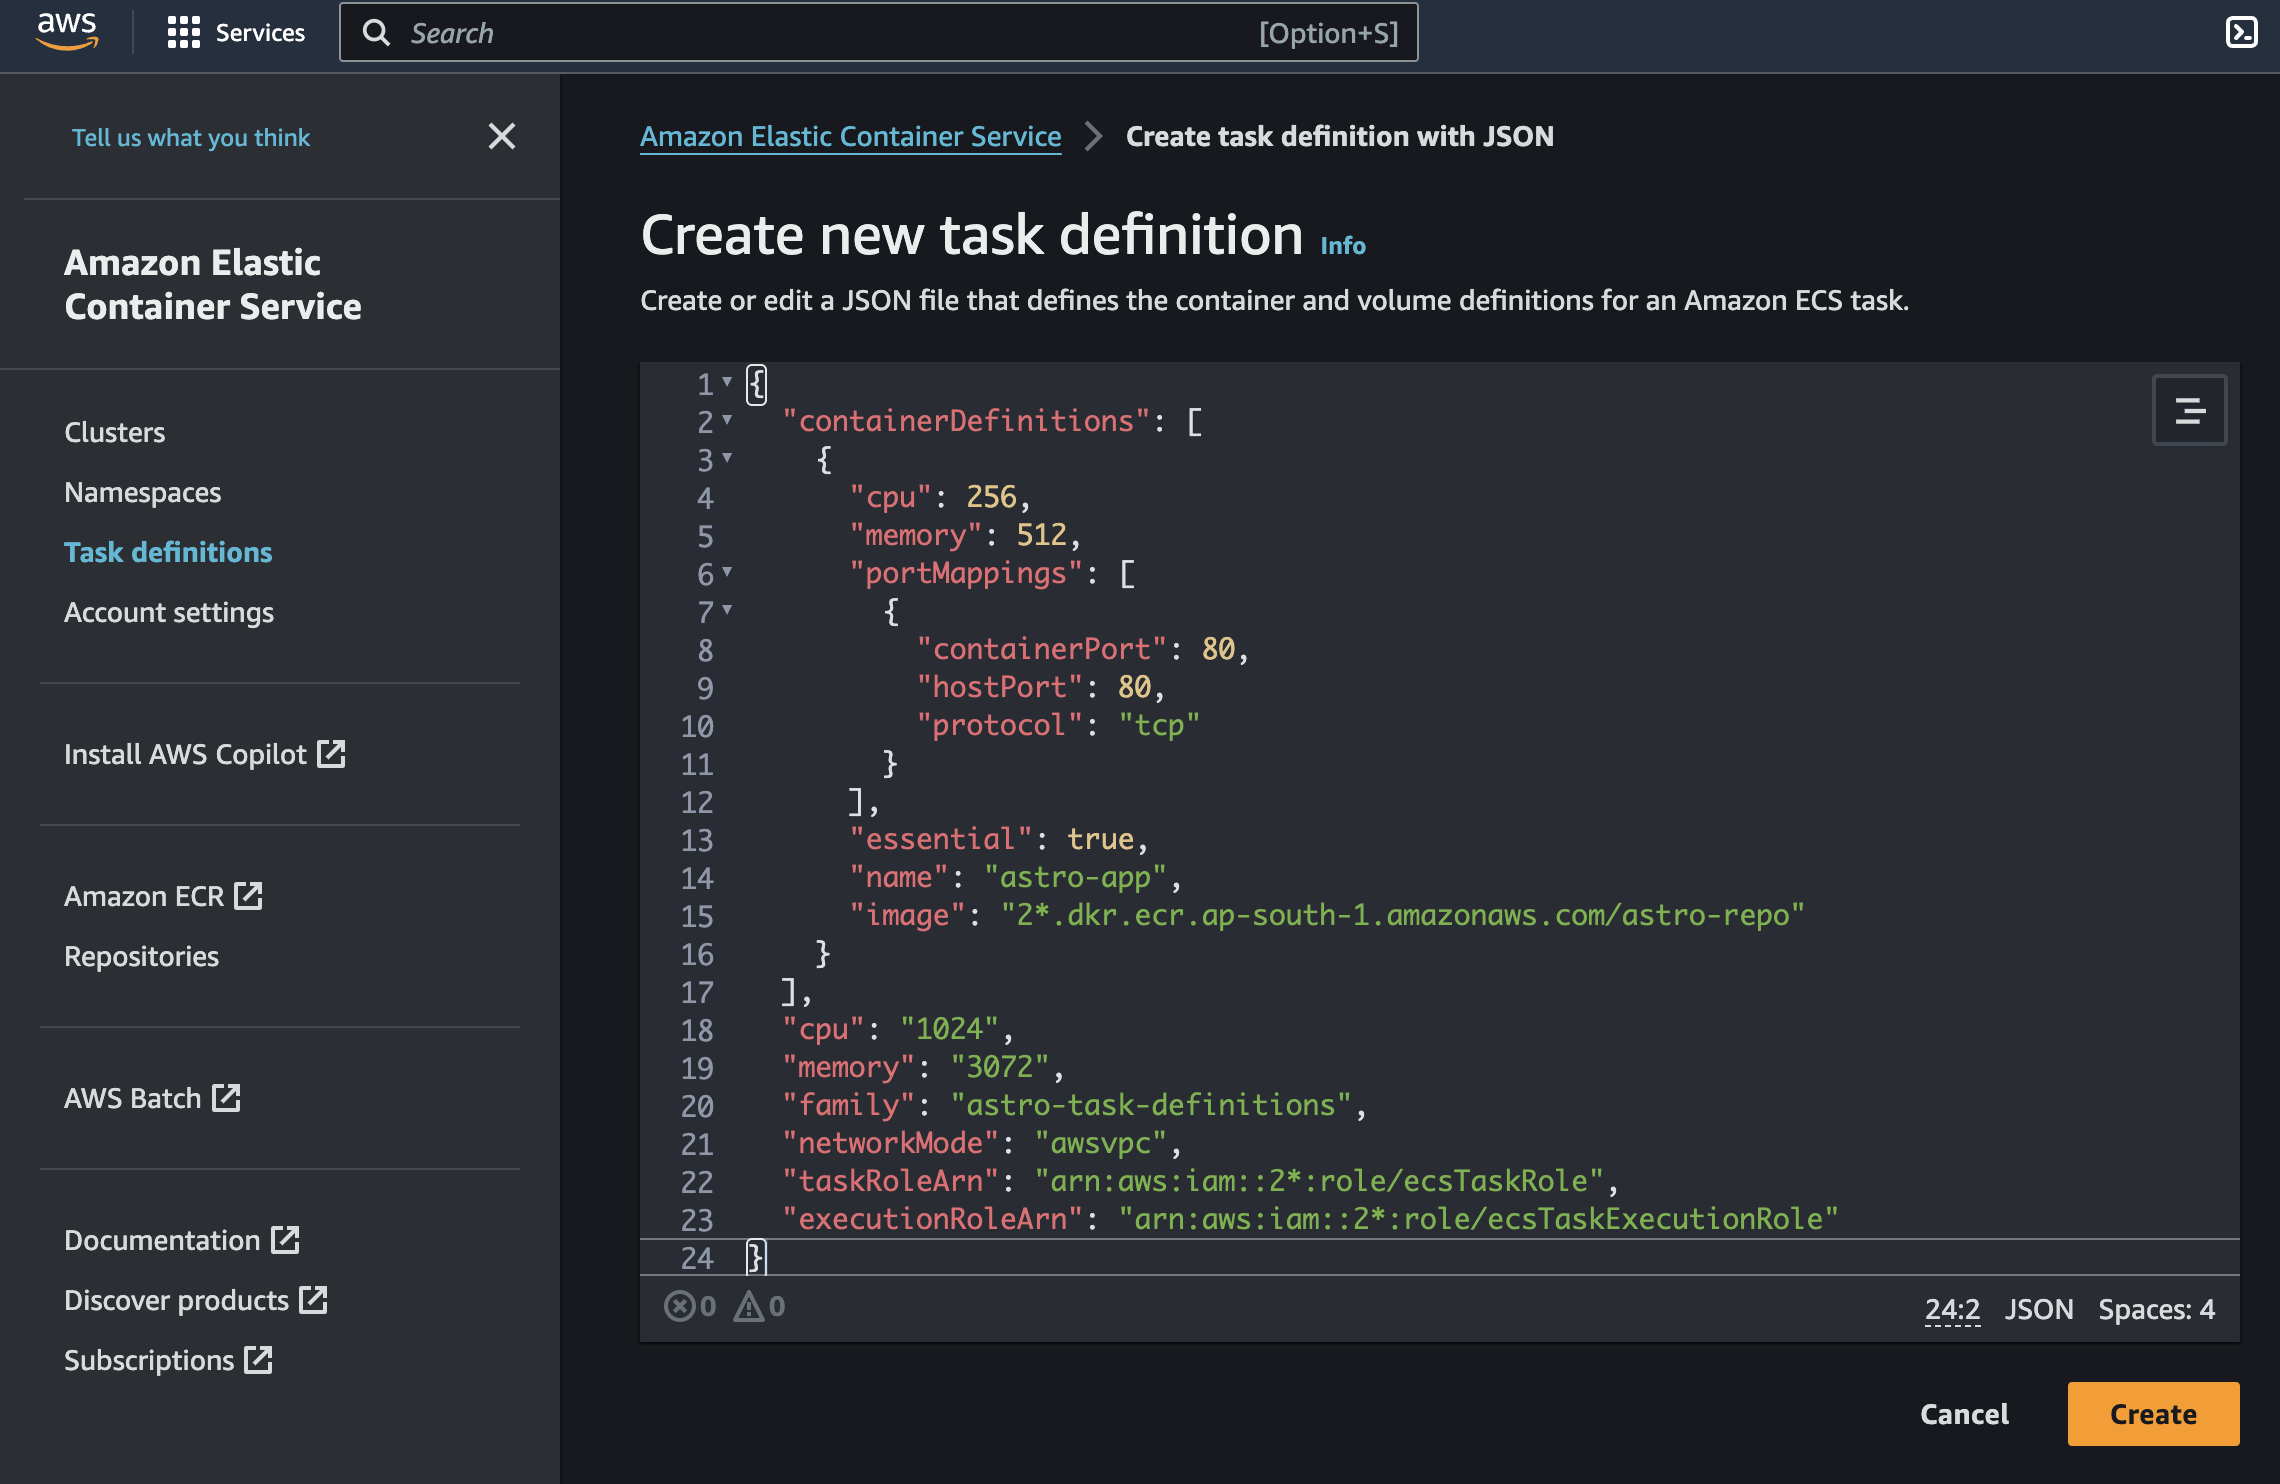 aws Services Search [Option+S]
Tell us what you think
Amazon Elastic
Container Service
Clusters
Namespaces
Task definitions
Account settings
Install AWS Copilot
Amazon ECR
Repositories
AWS Batch
Documentation
Discover products
Subscriptions
Amazon Elastic Container Service Create task definition with JSON
Create new task definition Info
Create or edit a JSON file that defines the container and volume definitions for an Amazon ECS task.
1 {
2 "containerDefinitions": [
3 {
4 "cpu": 256,
5 "memory": 512,
6 "portMappings": [
7 {
8 "containerPort": 80,
9 "hostPort": 80,
10 "protocol": "tcp"
11 }
12 ],
13 "essential": true,
14 "name": "astro-app",
15 "image": "2*.dkr.ecr.ap-south-1.amazonaws.com/astro-repo"
16 }
17 ],
18 "cpu": "1024",
19 "memory": "3072",
20 "family": "astro-task-definitions",
21 "networkMode": "awsvpc",
22 "taskRoleArn": "arn:aws:iam::2*:role/ecsTaskRole",
23 "executionRoleArn": "arn:aws:iam::2*:role/ecsTaskExecutionRole"
24 }
0 0 24:2 JSON Spaces: 4
Cancel Create